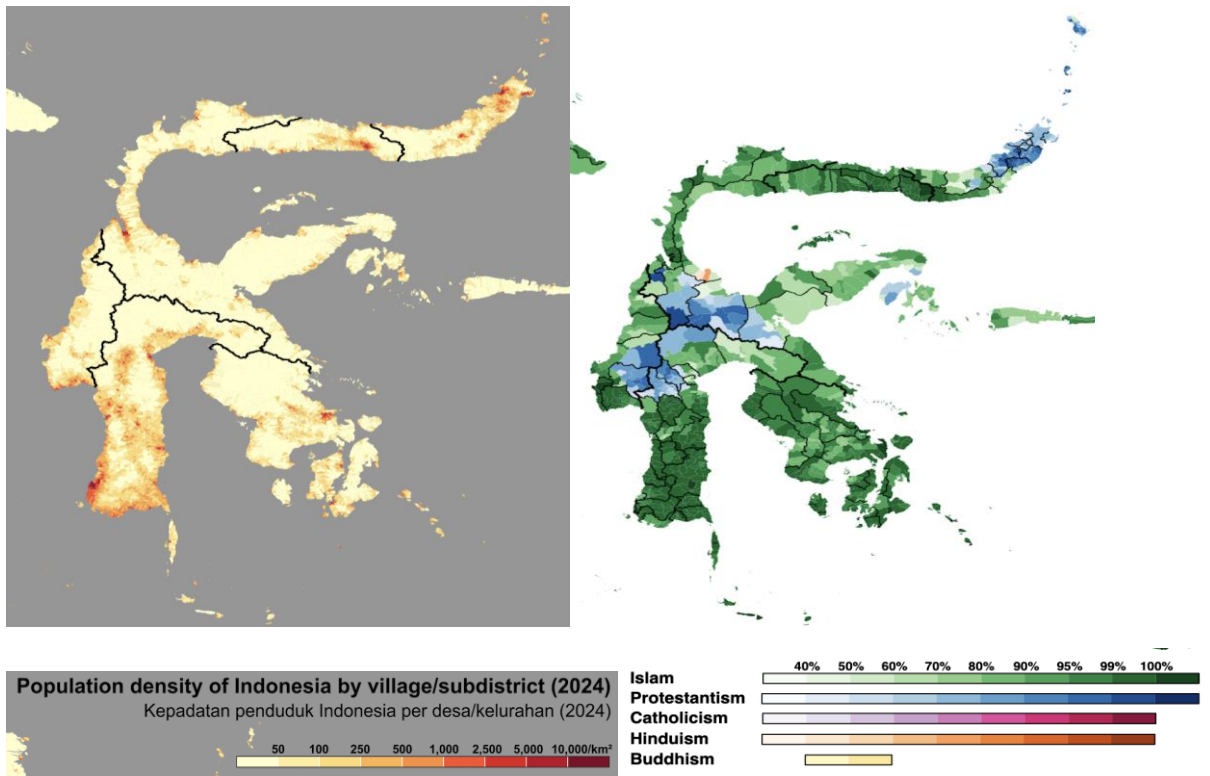 Population density of Indonesia by village/subdistrict (2024)
Kepadatan penduduk Indonesia per desa/kelurahan (2024)
50 100 250 500 1,000 2,500 5,000 10,000/km²
40% 50% 60% 70% 80% 90% 95% 99% 100%
Islam
Protestantism
Catholicism
Hinduism
Buddhism